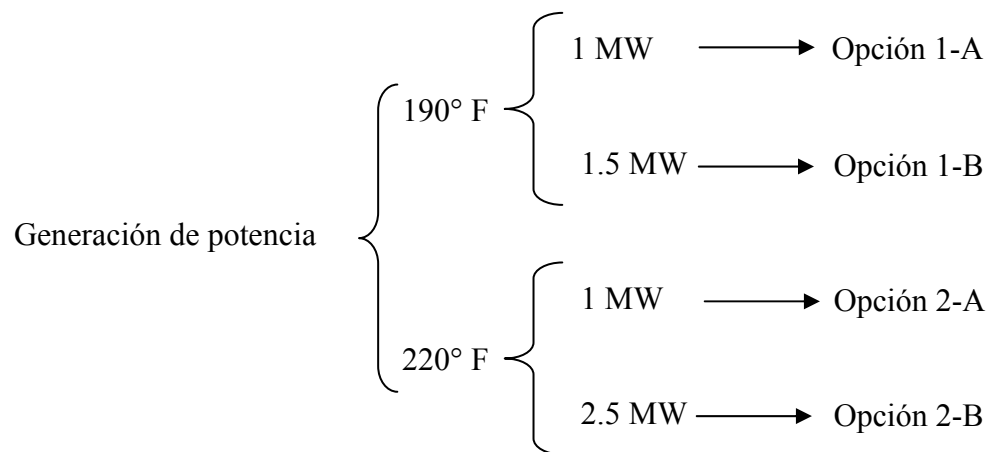 1 MW Opción 1-A
190° F
1.5 MW Opción 1-B
Generación de potencia
1 MW Opción 2-A
220° F
2.5 MW Opción 2-B